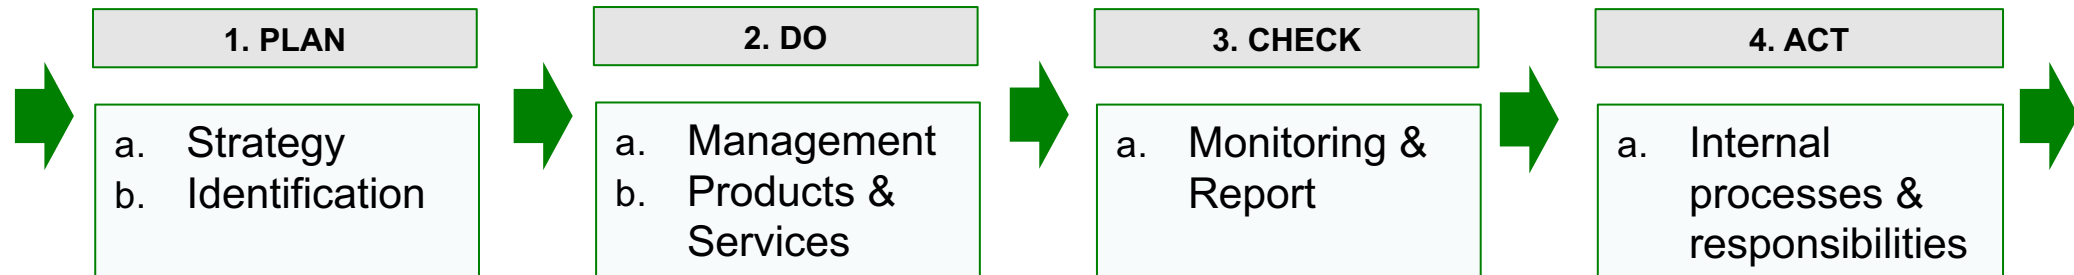 1. PLAN
a. Strategy
b. Identification
2. DO
a. Management
b. Products &
Services
3. CHECK
a. Monitoring &
Report
4. ACT
a. Internal
processes &
responsibilities